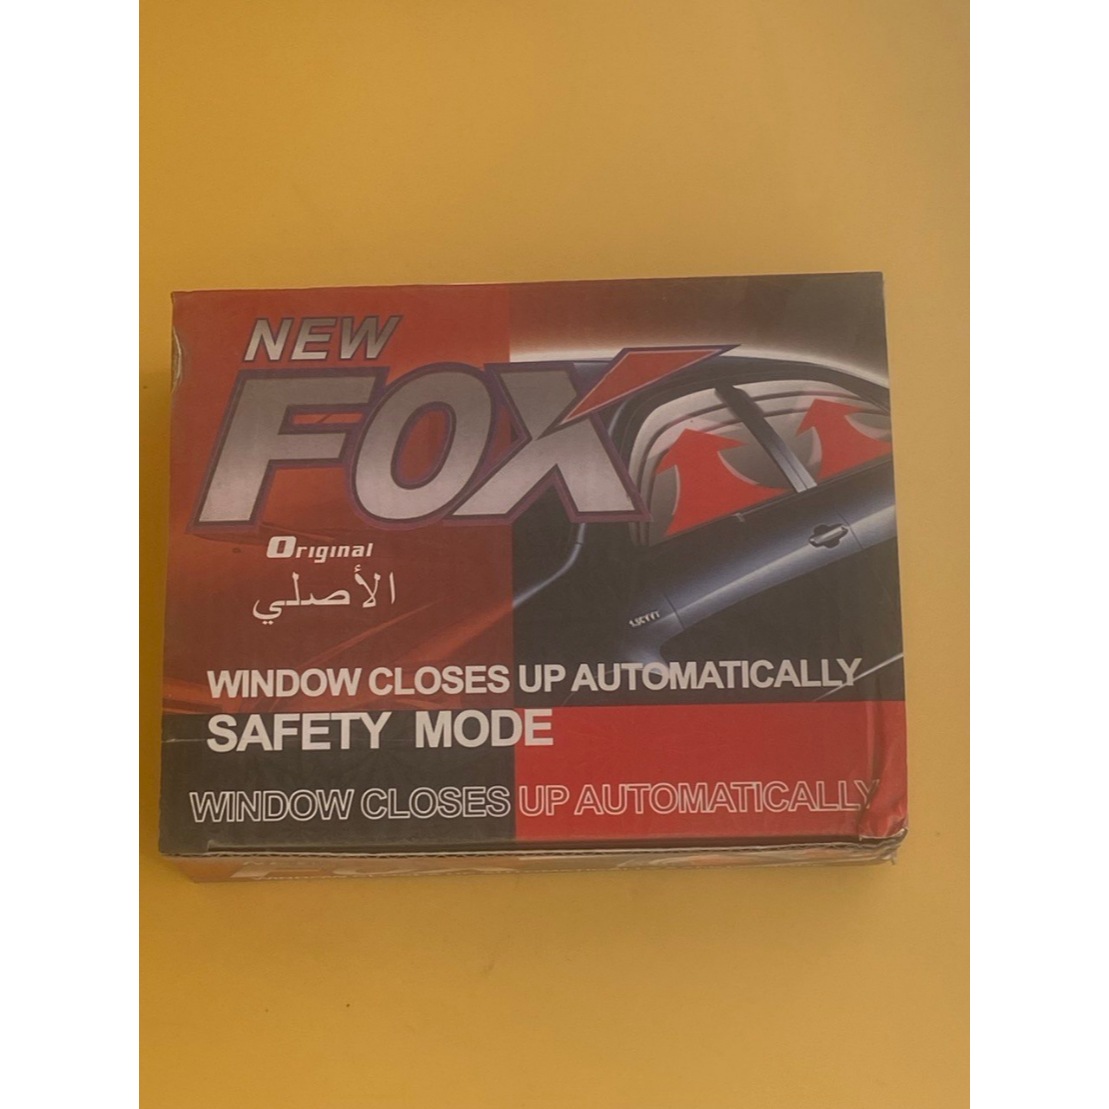 NEW
FOX
Original
الأصلي
WINDOW CLOSES UP AUTOMATICALLY
SAFETY MODE
WINDOW CLOSES UP AUTOMATICALLY